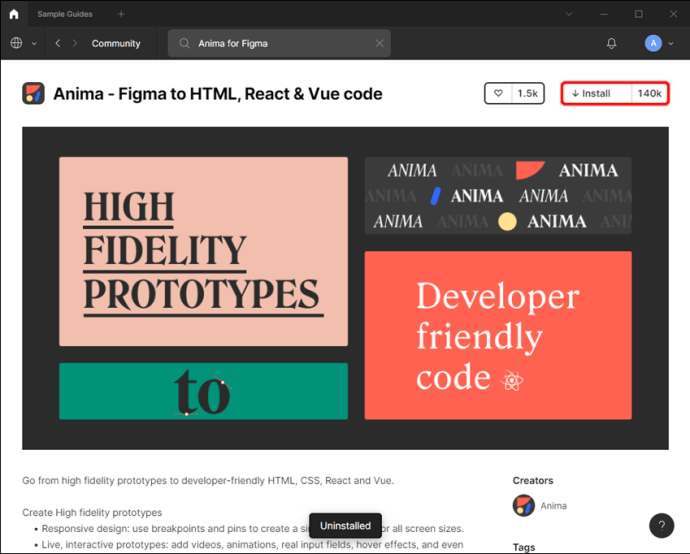 Sample Guides
Community
Anima for Figma
A
Anima - Figma to HTML, React & Vue code
1.5k
Install
140k
HIGH
FIDELITY
PROTOTYPES
ANIMA ANIMA ANIMA
ANIMA ANIMA ANIMA ANIMA
ANIMA ANIMA ANIMA ANIMA
to
Developer
friendly
code
Go from high fidelity prototypes to developer-friendly HTML, CSS, React and Vue.
Create High fidelity prototypes
• Responsive design: use breakpoints and pins to create a si or all screen sizes.
• Live, interactive prototypes: add videos, animations, real input fields, hover effects, and even
Uninstalled
Creators
Anima
Tags
?